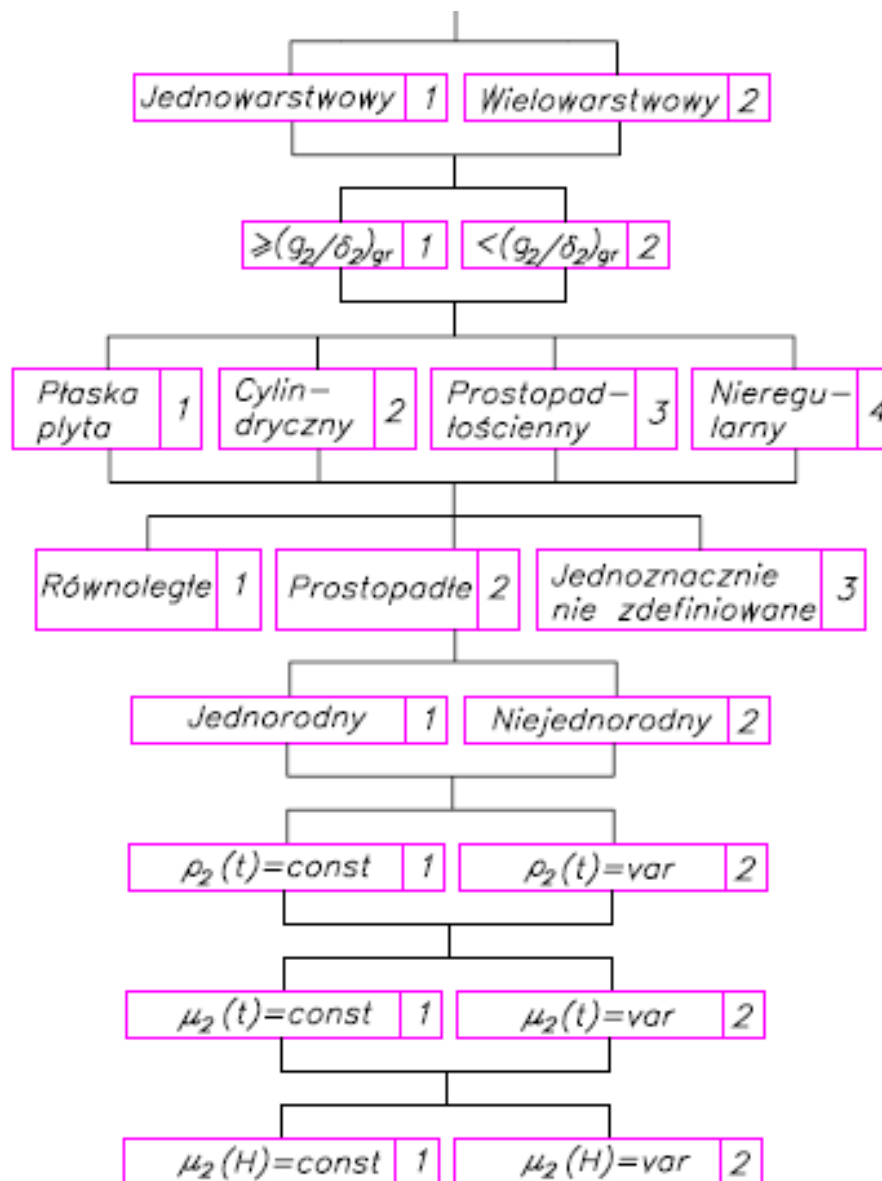 Jednowarstwowy 1 Wielowarstwowy 2
≥(g₂/δ₂)gr 1 <(g₂/δ₂)gr 2
Płaska
plyta 1
Cylin-
dryczny 2
Prostopad-
łościenny 3
Nieregu-
larny 4
Równoległe 1 Prostopadłe 2
Jednoznacznie
nie zdefiniowane 3
Jednorodny 1 Niejednorodny 2
ρ₂(t)=const 1 ρ₂(t)=var 2
μ₂(t)=const 1 μ₂(t)=var 2
μ₂(H)=const 1 μ₂(H)=var 2